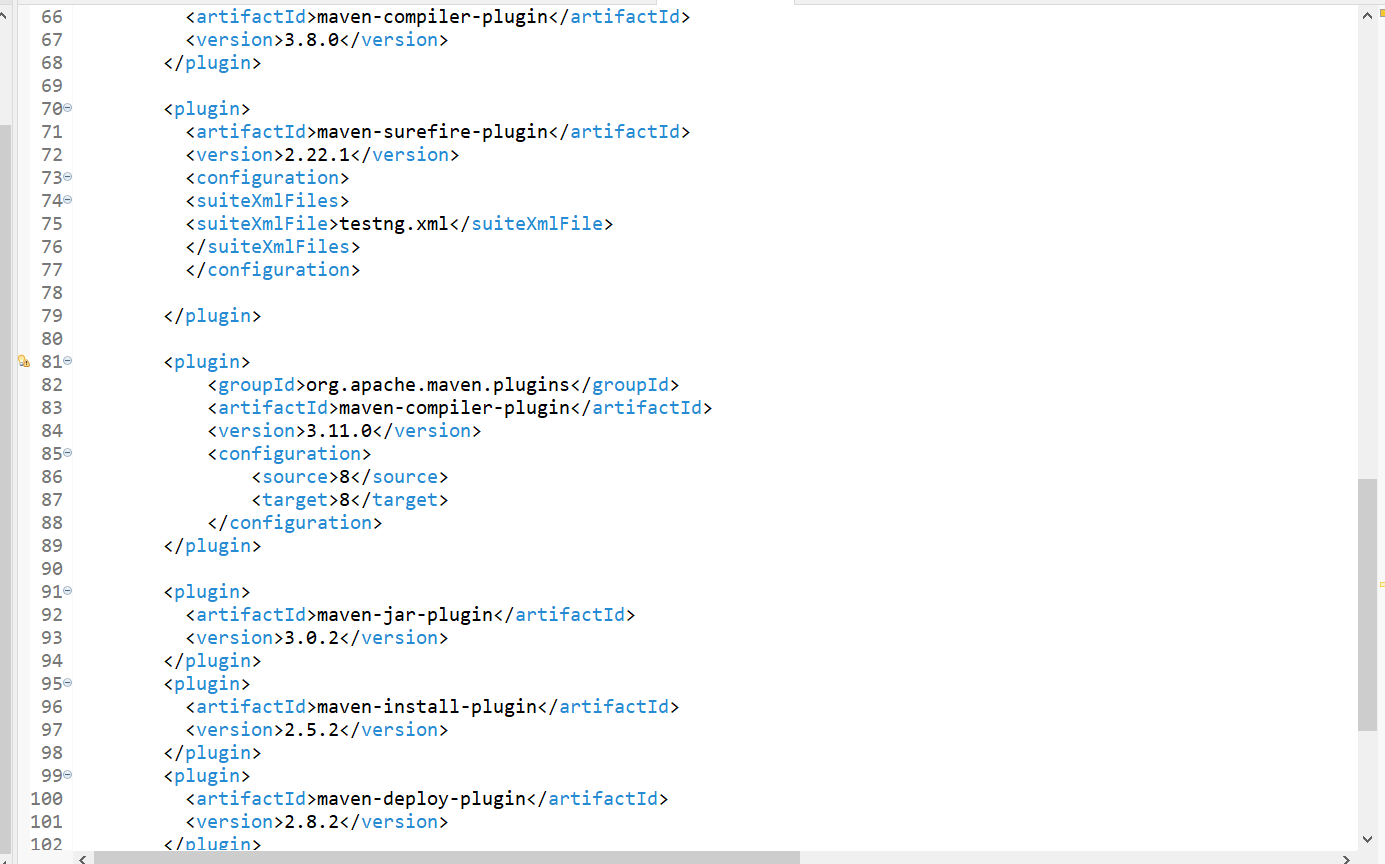 66 <artifactId>maven-compiler-plugin</artifactId>
67 <version>3.8.0</version>
68 </plugin>
69
70 <plugin>
71 <artifactId>maven-surefire-plugin</artifactId>
72 <version>2.22.1</version>
73 <configuration>
74 <suiteXmlFiles>
75 <suiteXmlFile>testng.xml</suiteXmlFile>
76 </suiteXmlFiles>
77 </configuration>
78
79 </plugin>
80
81 <plugin>
82 <groupId>org.apache.maven.plugins</groupId>
83 <artifactId>maven-compiler-plugin</artifactId>
84 <version>3.11.0</version>
85 <configuration>
86 <source>8</source>
87 <target>8</target>
88 </configuration>
89 </plugin>
90
91 <plugin>
92 <artifactId>maven-jar-plugin</artifactId>
93 <version>3.0.2</version>
94 </plugin>
95 <plugin>
96 <artifactId>maven-install-plugin</artifactId>
97 <version>2.5.2</version>
98 </plugin>
99 <plugin>
100 <artifactId>maven-deploy-plugin</artifactId>
101 <version>2.8.2</version>
102 </plugin>